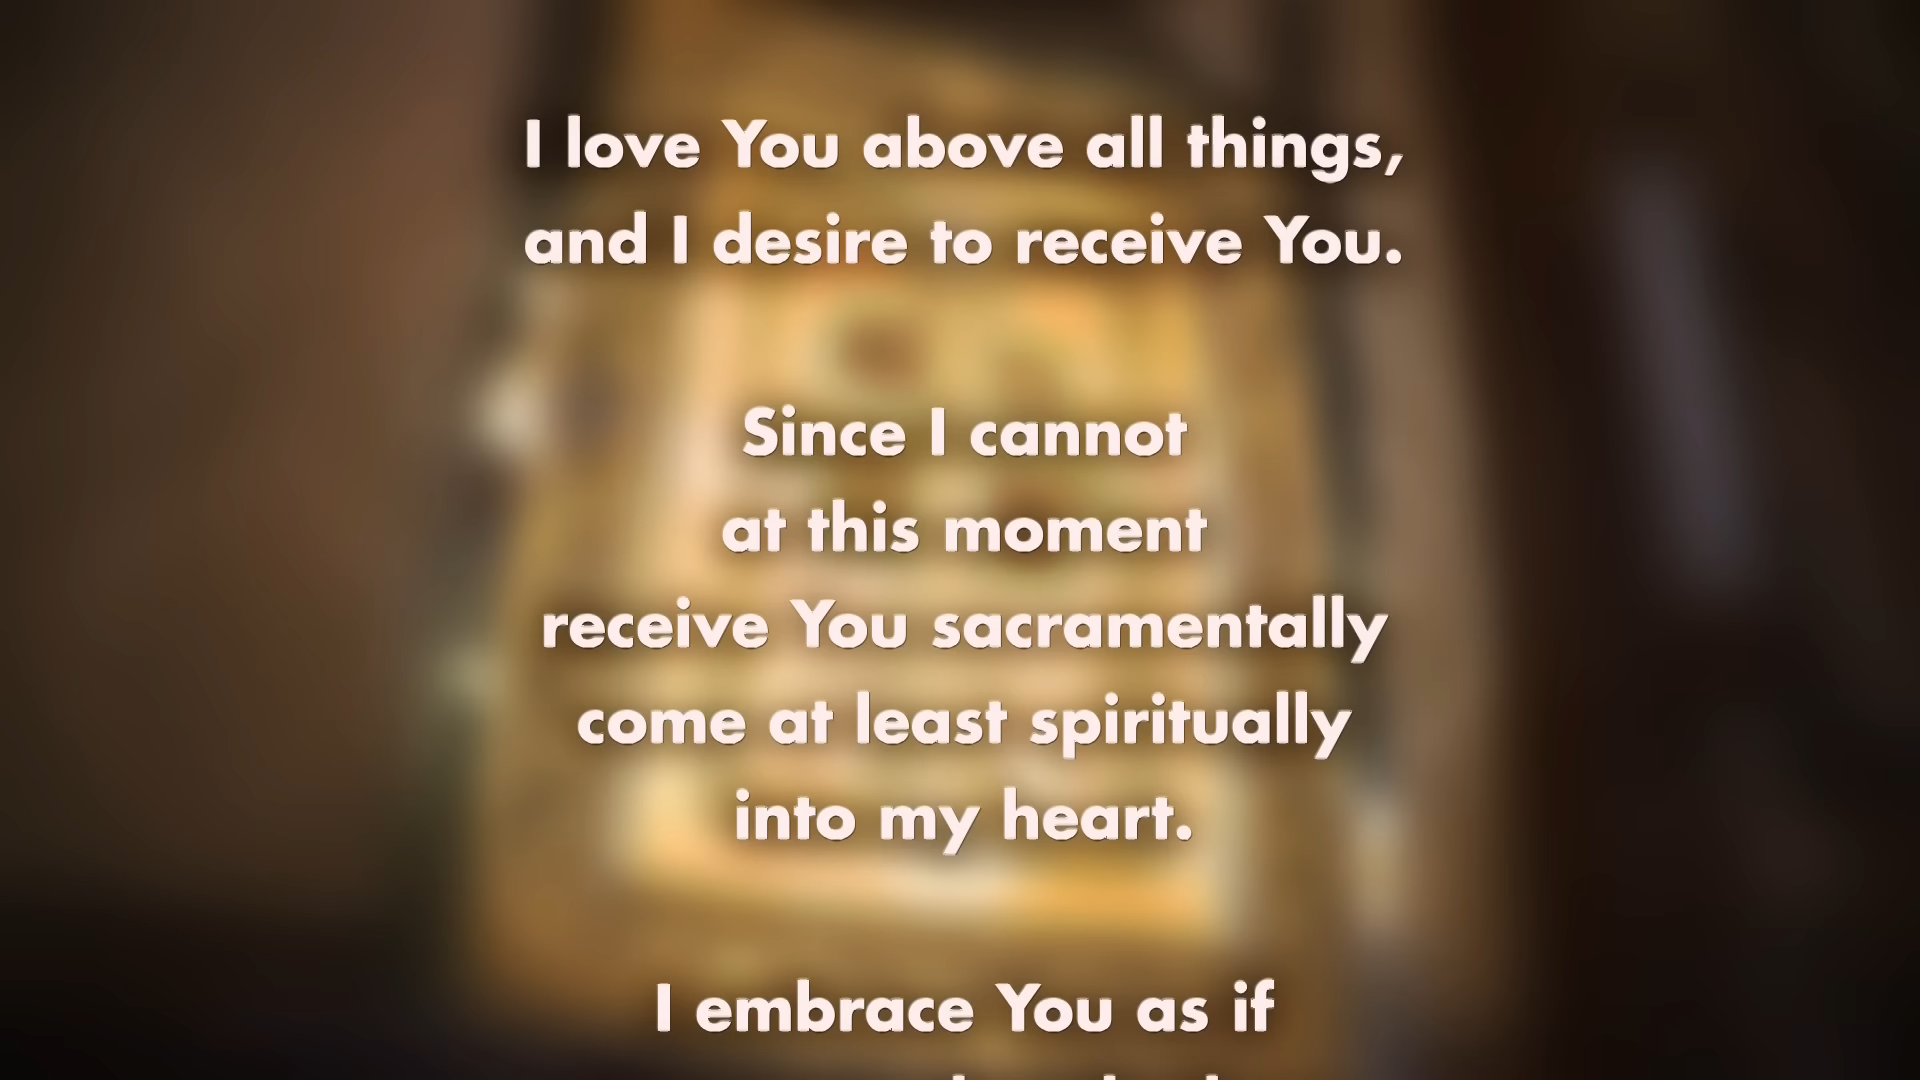 I love You above all things,
and I desire to receive You.
Since I cannot
at this moment
receive You sacramentally
come at least spiritually
into my heart.
I embrace You as if